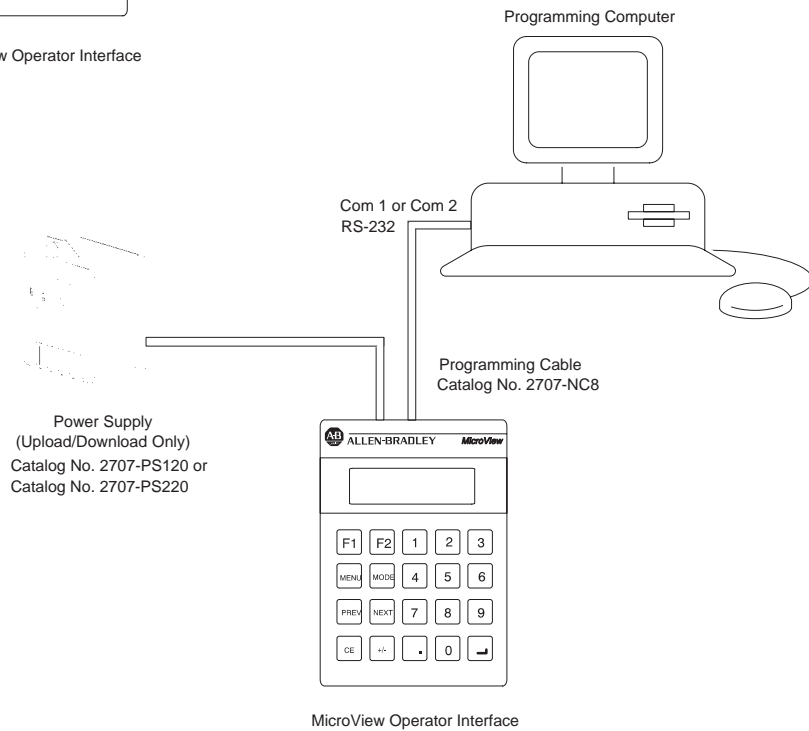 Programming Computer
w Operator Interface
Com 1 or Com 2
RS-232
Programming Cable
Catalog No. 2707-NC8
Power Supply
(Upload/Download Only)
Catalog No. 2707-PS120 or
Catalog No. 2707-PS220
AB ALLEN-BRADLEY MicroView
F1 F2 1 2 3
MENU MODE 4 5 6
PREV NEXT 7 8 9
CE +/- . 0
MicroView Operator Interface